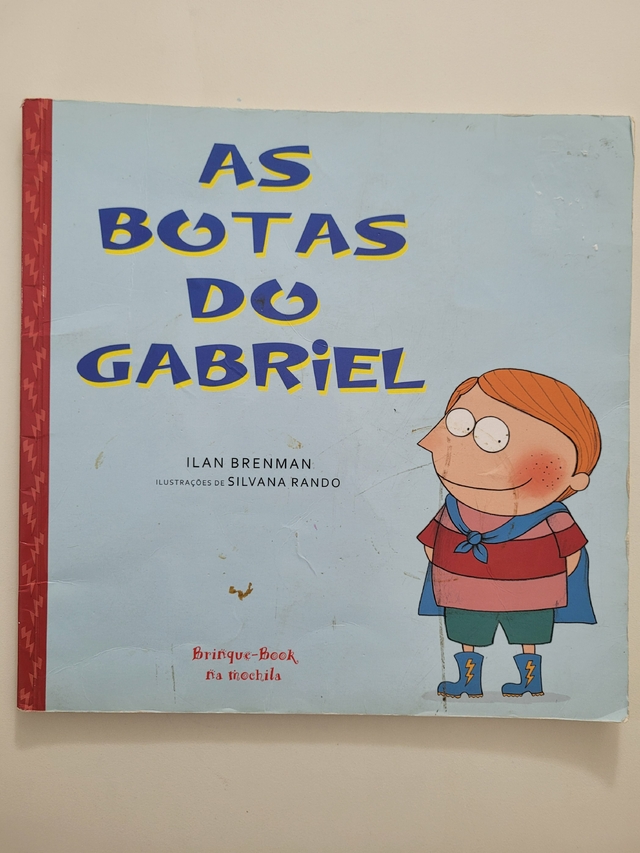 AS
BOTAS
DO
GABRiEL
ILAN BRENMAN
ILUSTRAÇÕES DE SILVANA RANDO
Brinque-Book
na mochila